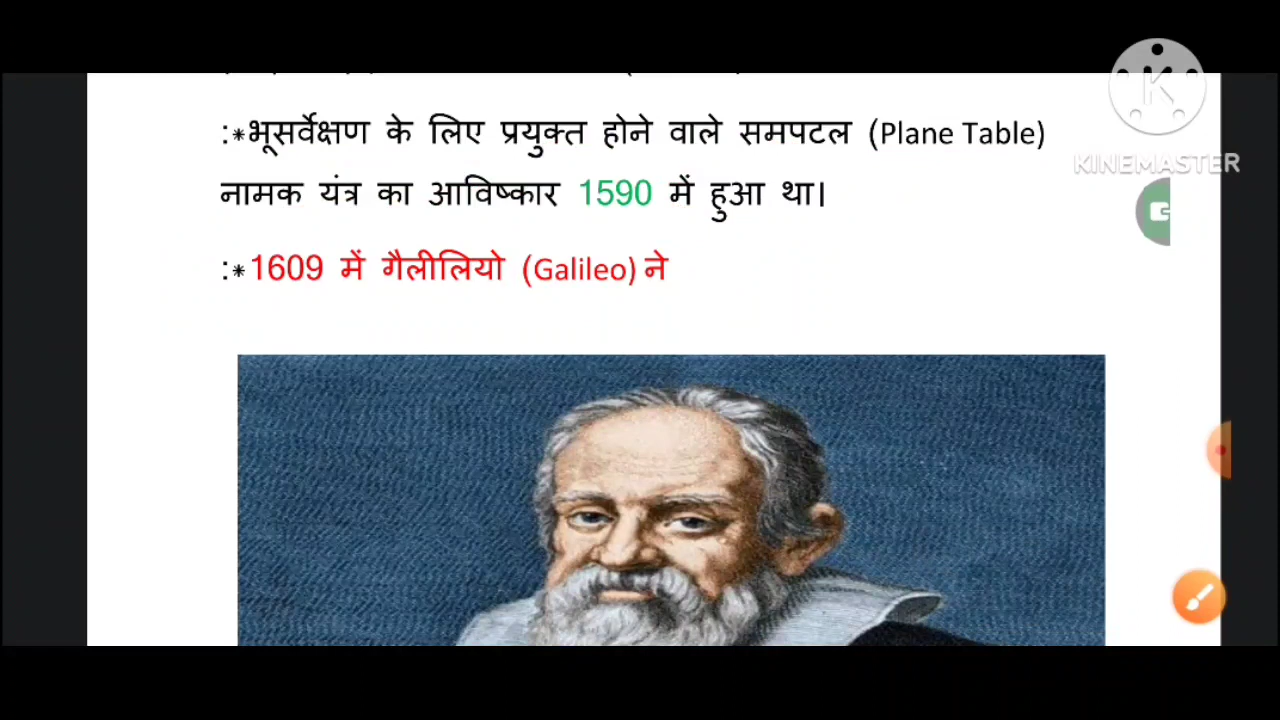 :*भूसर्वेक्षण के लिए प्रयुक्त होने वाले समपटल (Plane Table)
नामक यंत्र का आविष्कार 1590 में हुआ था।
:*1609 में गैलीलियो (Galileo) ने
KINEMASTER